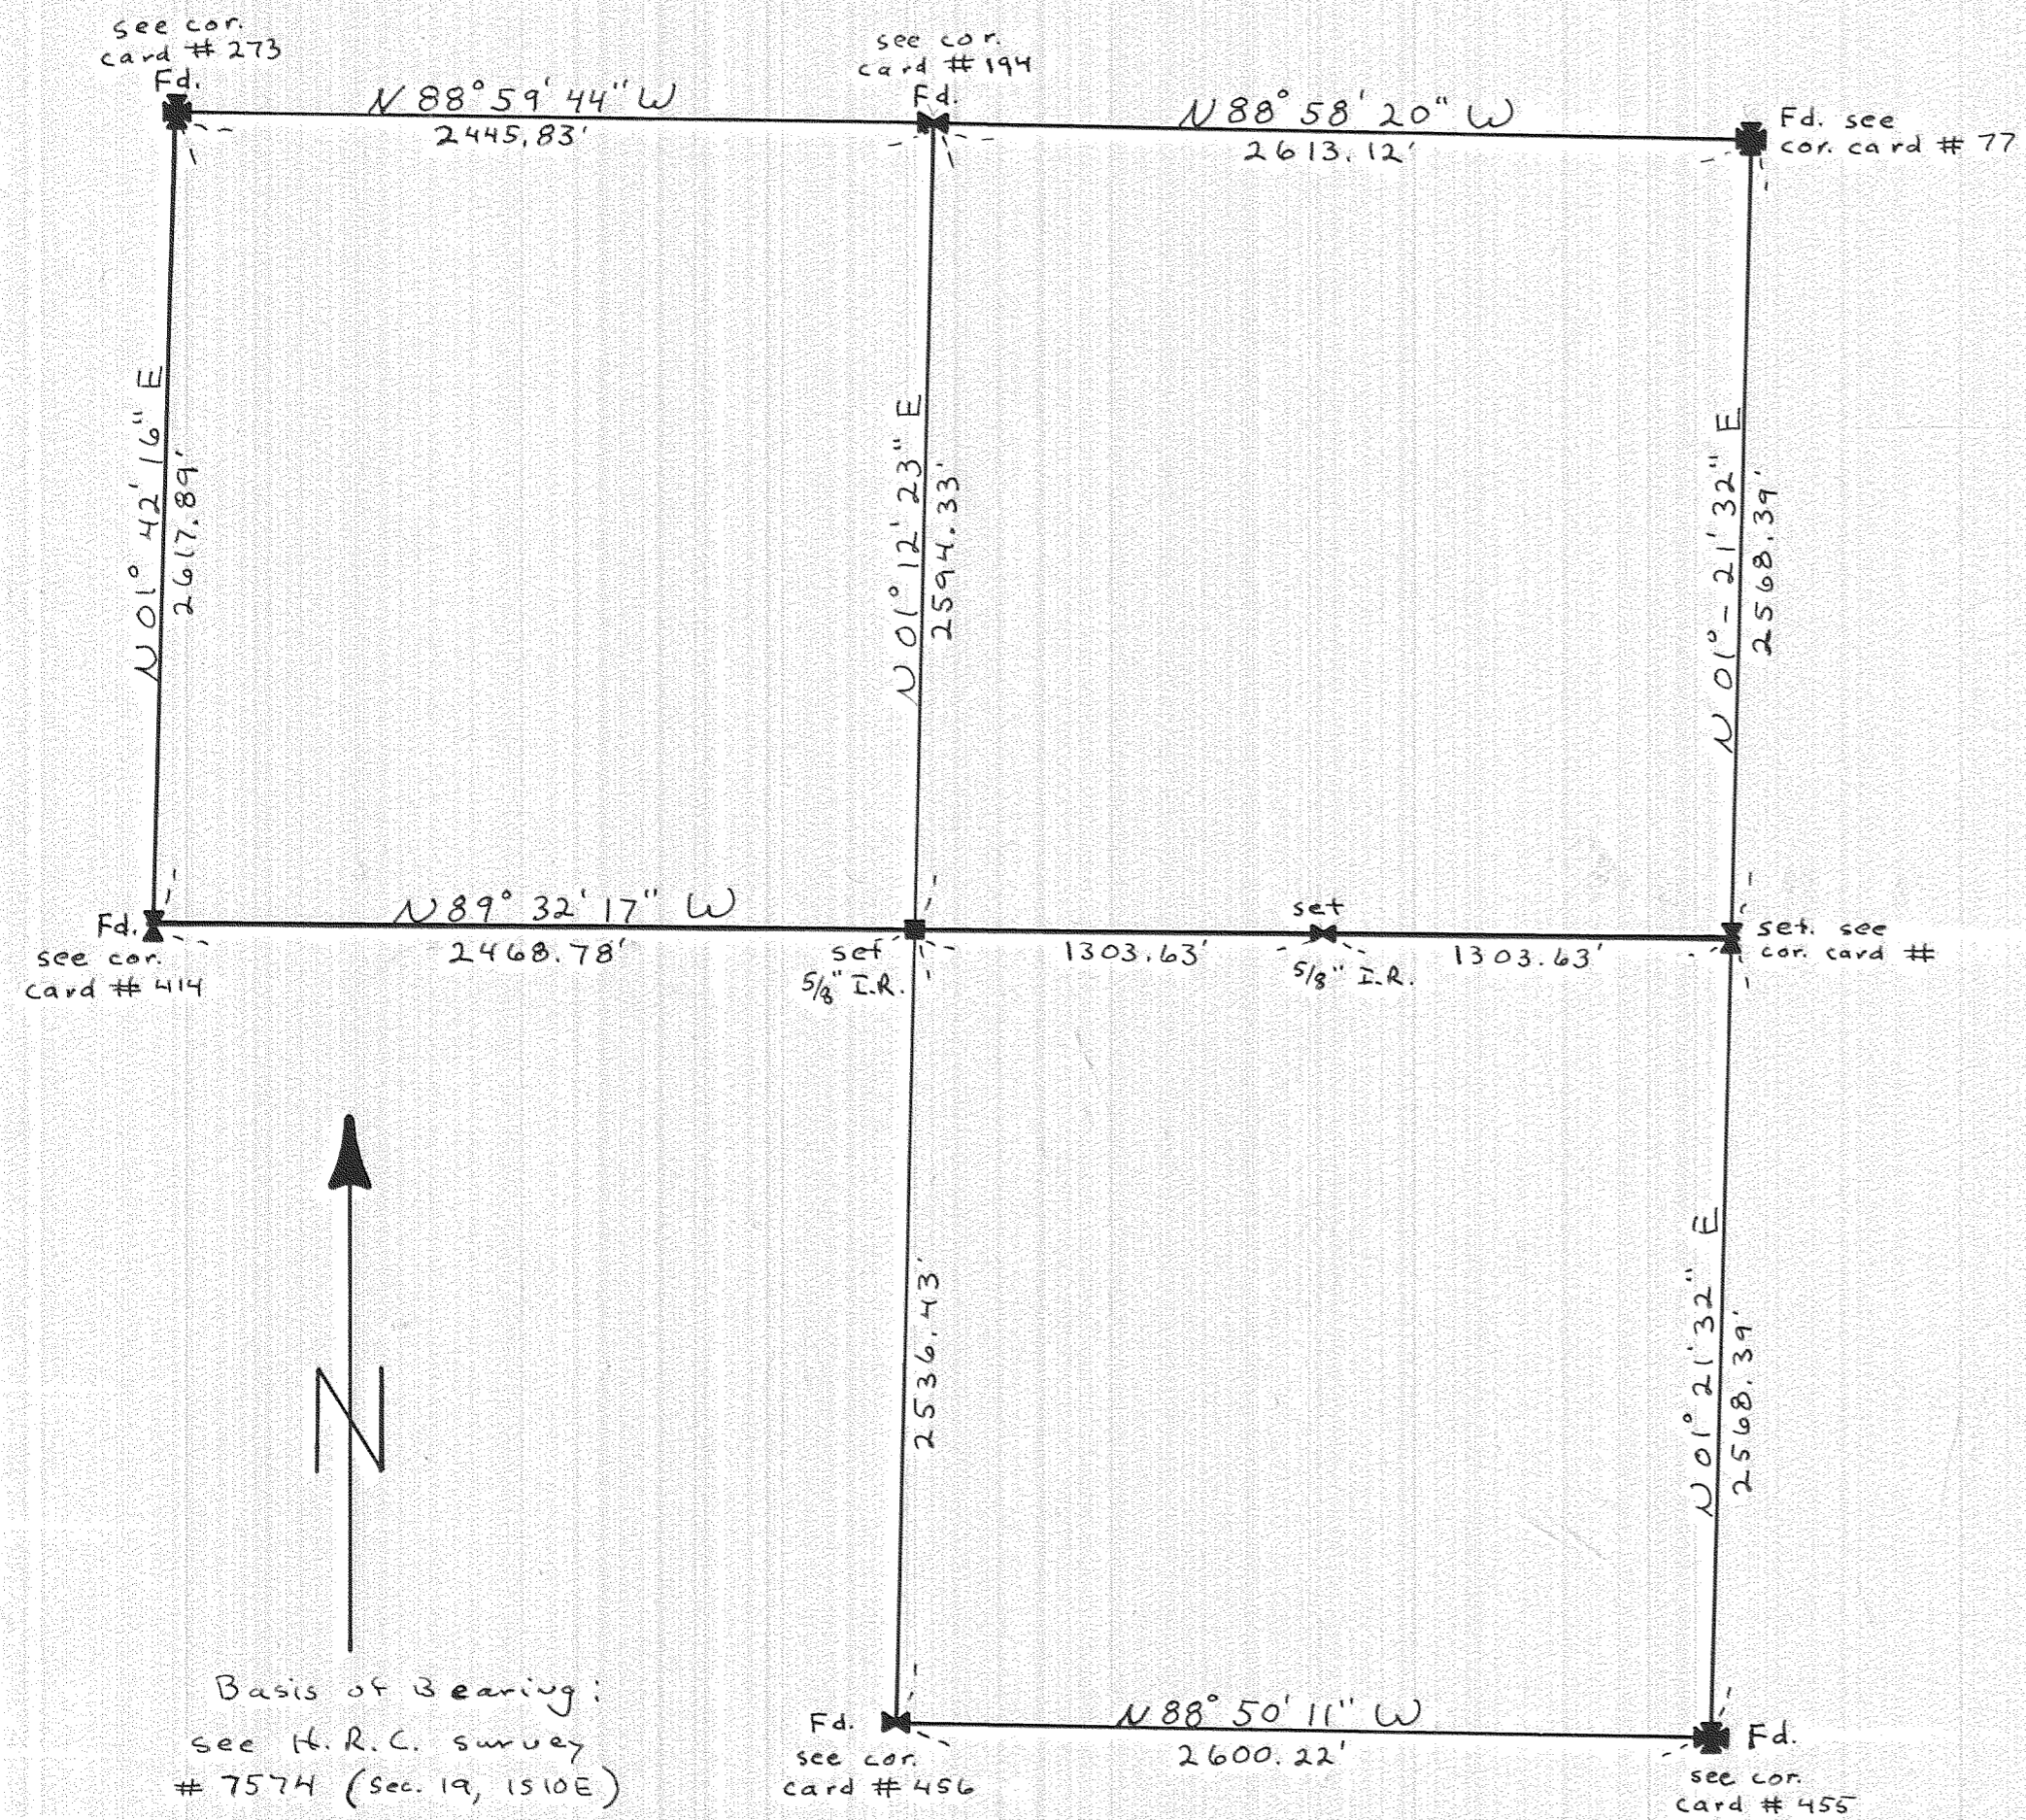 see cor.
card # 273
Fd.
N 88° 59' 44" W
2445.83'
see cor.
card # 194
Fd.
N 88° 58' 20" W
2613.12'
Fd. see
cor. card # 77
N 01° 42' 16" E
2617.89'
N 01° 12' 23" E
2594.33'
N 01° - 21' 32" E
2568.39'
Fd.
see cor.
card # 414
N 89° 32' 17" W
2468.78'
set
5/8" I.R.
1303.63'
set
5/8" I.R.
1303.63'
set. see
cor. card #
2536.43'
N 01° 21' 32" E
2568.39'
N
Basis of Bearing:
see H.R.C. survey
# 7574 (Sec. 19, 1S10E)
Fd.
see cor.
card # 456
N 88° 50' 11" W
2600.22'
Fd.
see cor.
card # 455